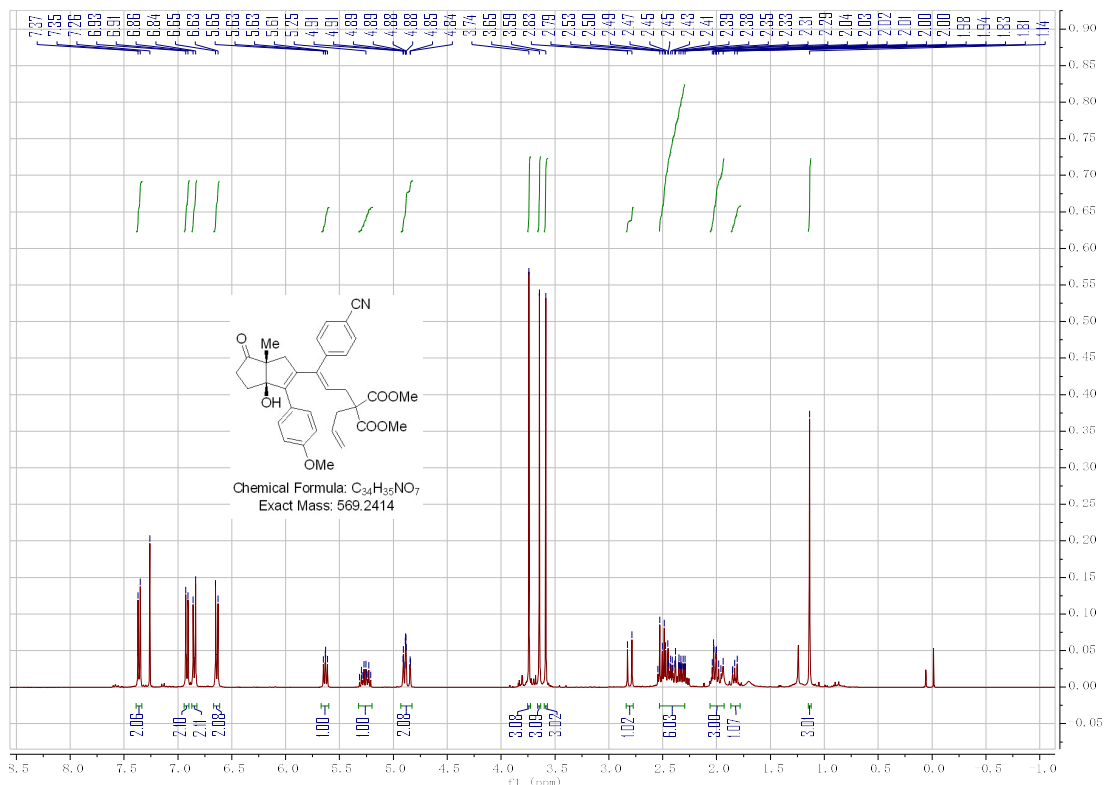 7.37 7.35 7.26 6.93 6.91 6.86 6.84 6.65 6.63 5.65 5.63 5.63 5.61 5.25 4.91 4.91 4.89 4.89 4.88 4.88 4.85 4.84 3.74 3.65 3.59 2.83 2.79 2.53 2.50 2.49 2.47 2.45 2.45 2.43 2.41 2.39 2.38 2.35 2.33 2.31 2.29 2.04 2.03 2.02 2.01 2.00 2.00 1.98 1.94 1.83 1.81 1.14
0.90
0.85
0.80
0.75
0.70
0.65
0.60
0.55
0.50
0.45
0.40
0.35
0.30
0.25
0.20
0.15
0.10
0.05
0.00
-0.05
CN
O
Me
OH
COOMe
COOMe
OMe
Chemical Formula: C34H35NO7
Exact Mass: 569.2414
2.06 2.10 2.11 2.08 1.00 1.00 2.08 3.08 3.09 3.02 1.02 6.63 3.00 1.07 3.01
8.5 8.0 7.5 7.0 6.5 6.0 5.5 5.0 4.5 4.0 3.5 3.0 2.5 2.0 1.5 1.0 0.5 0.0 -0.5 -1.0
f1 (ppm)